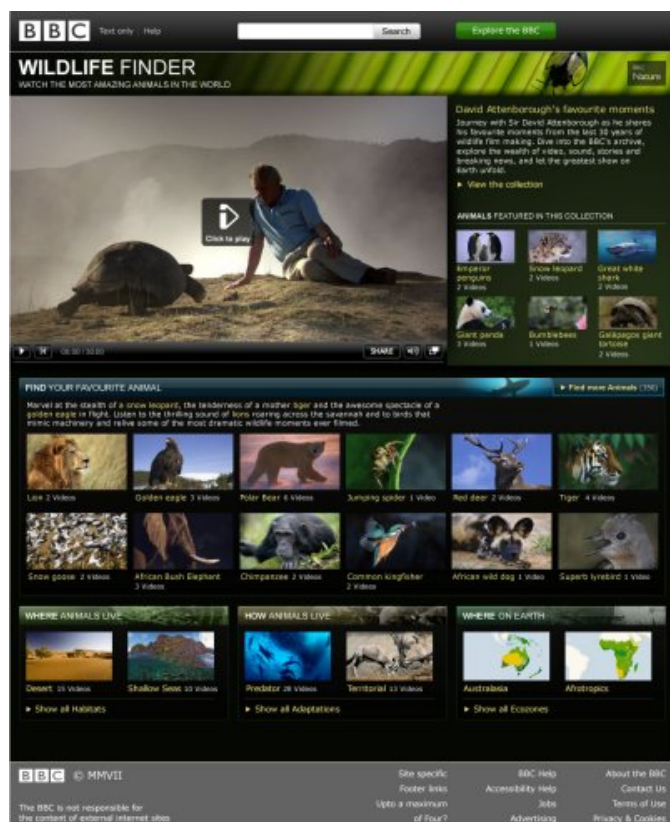 BBC Text only Help Search Explore the BBC
WILDLIFE FINDER
WATCH THE MOST AMAZING ANIMALS IN THE WORLD
BBC
Nature
Click to play
00:00 / 30:00 SHARE
David Attenborough's favourite moments
Journey with Sir David Attenborough as he shares
his favourite moments from the last 30 years of
wildlife film making. Dive into the BBC's archive,
explore the wealth of video, sound, stories and
breaking news, and let the greatest show on
Earth unfold.
View the collection
ANIMALS FEATURED IN THIS COLLECTION
Emperor penguins
2 Videos
Snow leopard
2 Videos
Great white shark
2 Videos
Giant panda
3 Videos
Bumblebees
1 Videos
Galapagos giant tortoise
2 Videos
FIND YOUR FAVOURITE ANIMAL
Find more Animals (350)
Marvel at the stealth of a snow leopard, the tenderness of a mother tiger and the awesome spectacle of a
golden eagle in flight. Listen to the thrilling sound of lions roaring across the savannah and to birds that
mimic machinery and relive some of the most dramatic wildlife moments ever filmed.
Lion 2 Videos
Golden eagle 3 Videos
Polar Bear 6 Videos
Jumping spider 1 Video
Red deer 2 Videos
Tiger 4 Videos
Snow goose 2 Videos
African Bush Elephant
3 Videos
Chimpanzee 2 Videos
Common kingfisher
2 Videos
African wild dog 1 Video
Superb lyrebird 1 Video
WHERE ANIMALS LIVE
Desert 15 Videos
Shallow Seas 10 Videos
Show all Habitats
HOW ANIMALS LIVE
Predator 28 Videos
Territorial 13 Videos
Show all Adaptations
WHERE ON EARTH
Australasia
Afrotropics
Show all Ecozones
BBC © MMVII
The BBC is not responsible for
the content of external internet sites
Site specific
Footer links
Upto a maximum
of Four?
BBC Help
Accessibility Help
Jobs
Advertising
About the BBC
Contact Us
Terms of Use
Privacy & Cookies